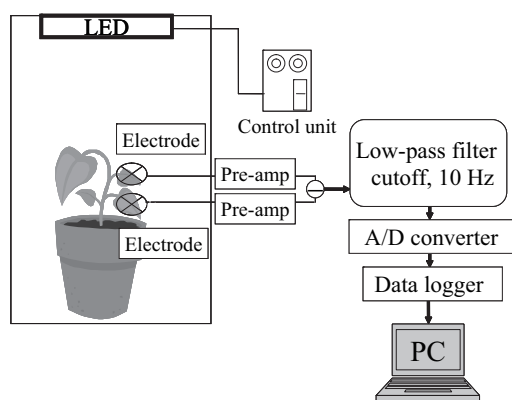 LED
Control unit
Electrode
Pre-amp
Pre-amp
Electrode
Low-pass filter
cutoff, 10 Hz
A/D converter
Data logger
PC